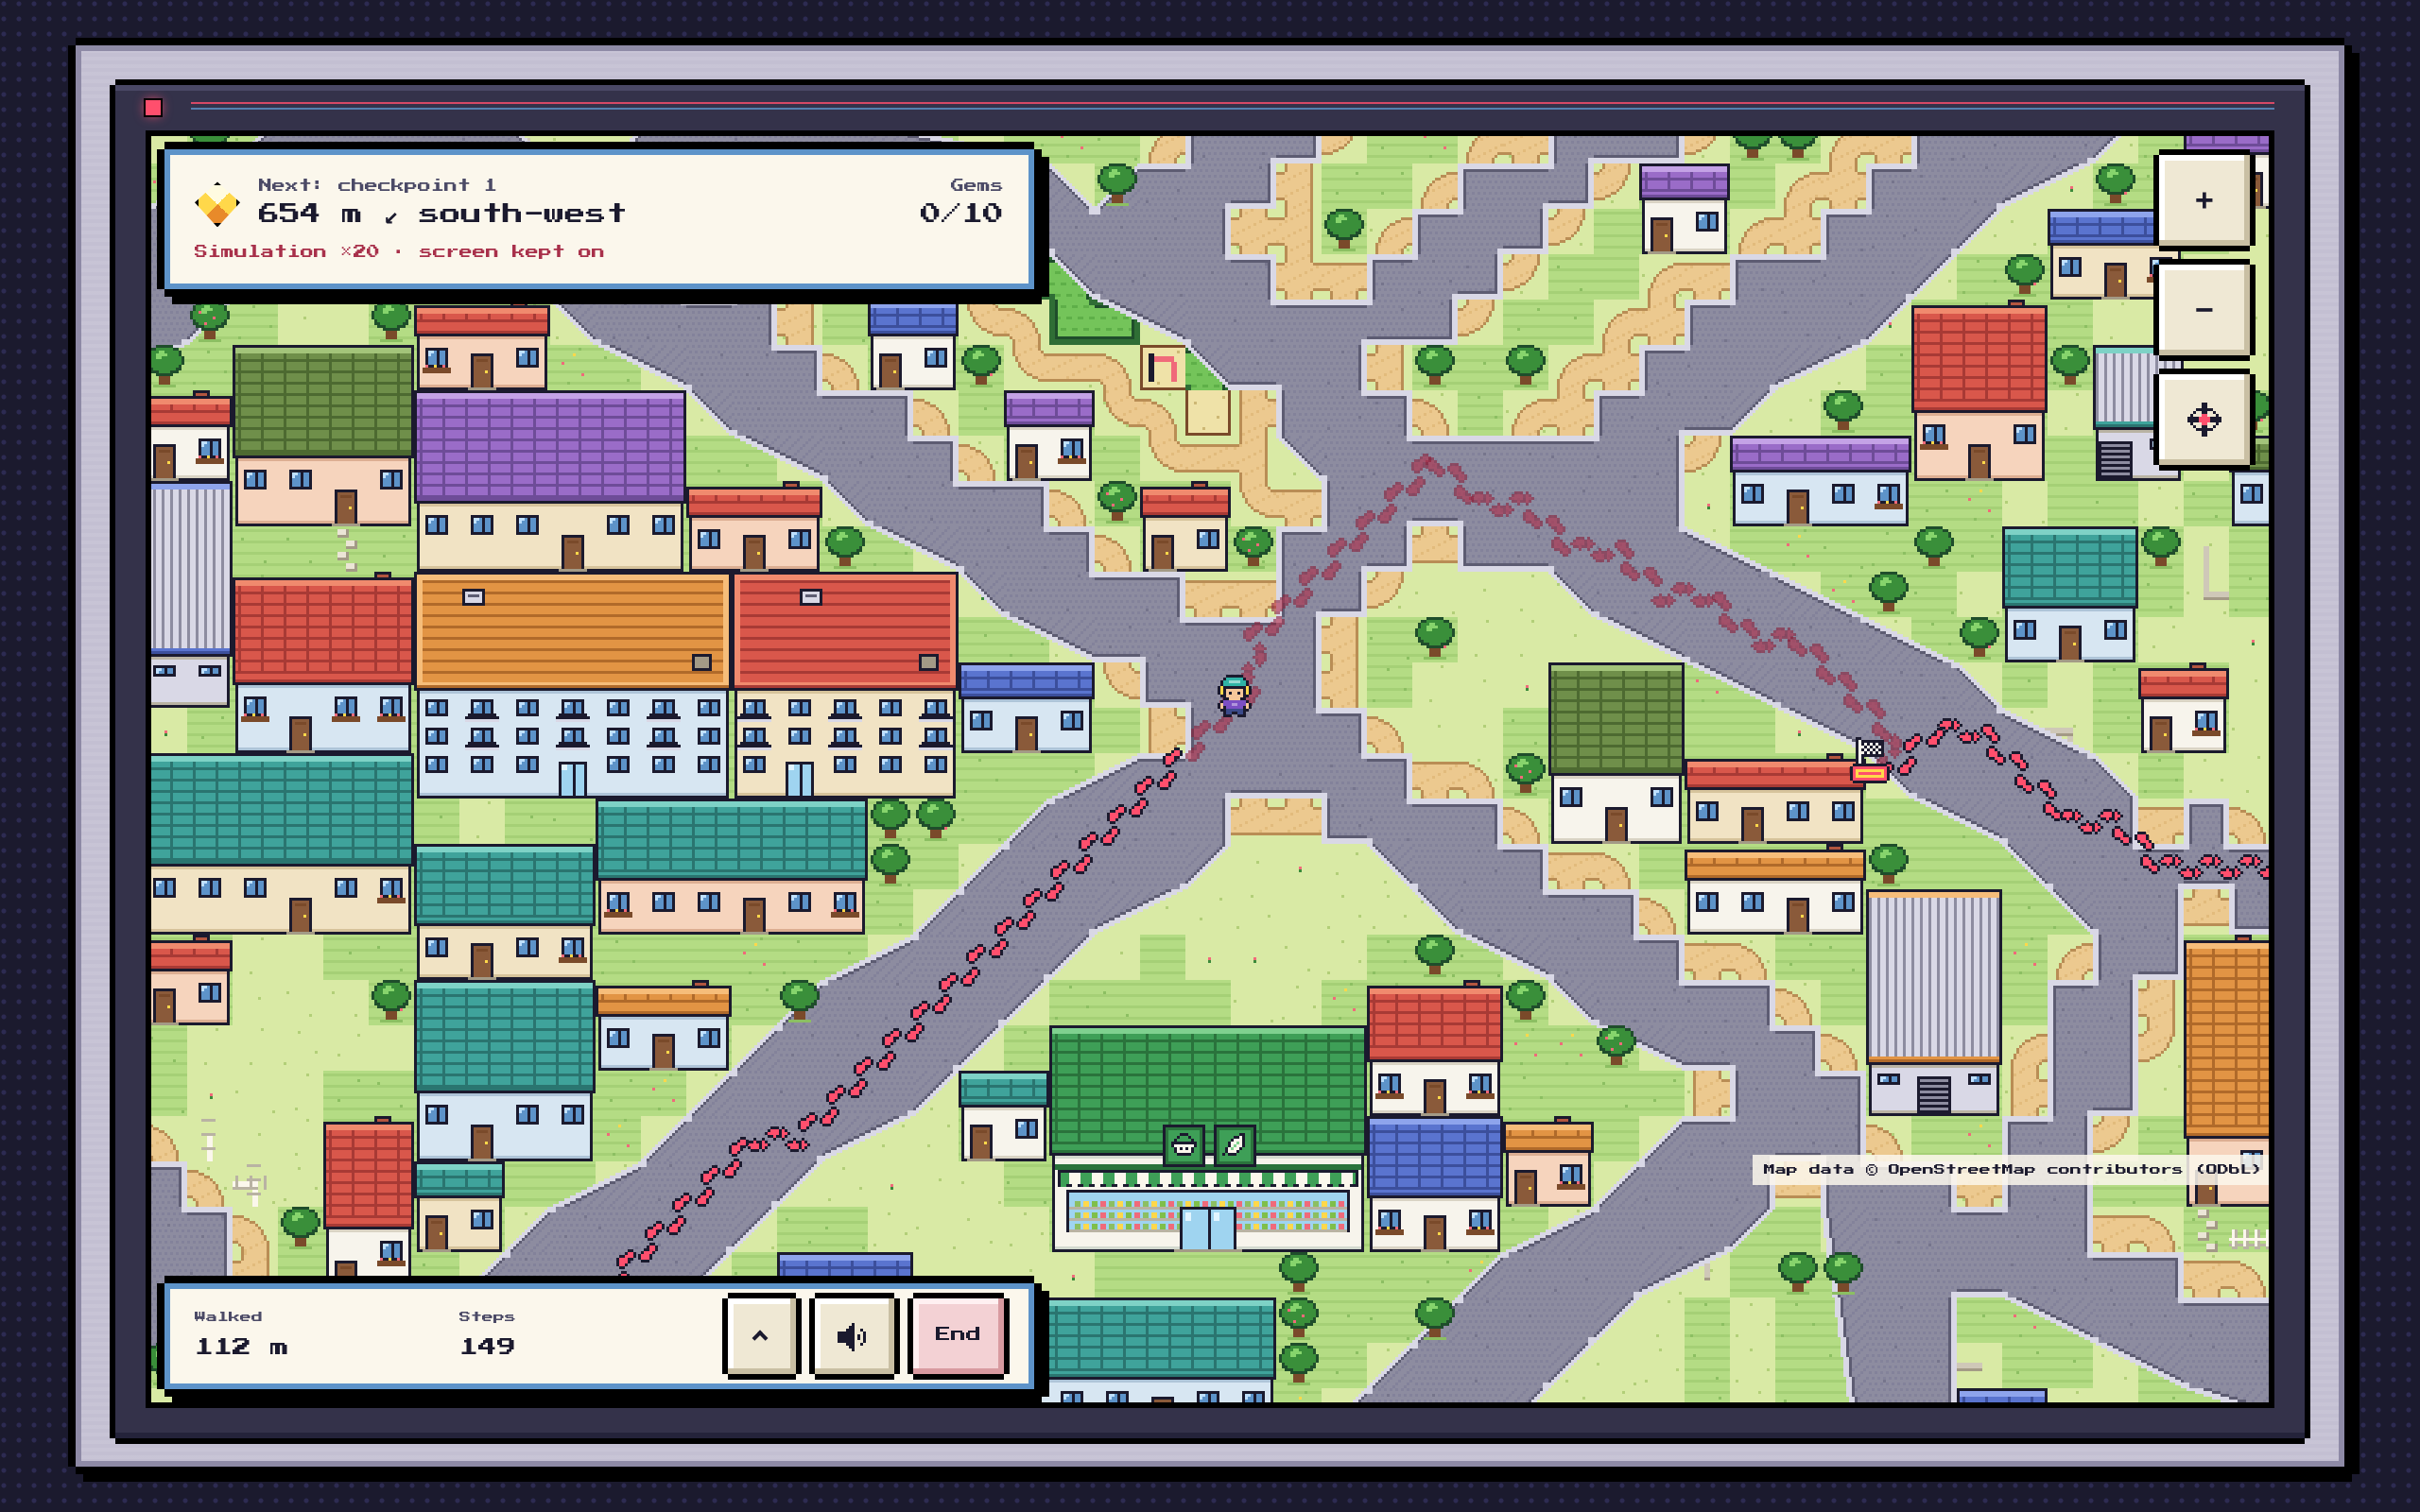 Next: checkpoint 1
654 m ↙ south-west
Gems
0/10
Simulation ×20 · screen kept on
+
−
Map data © OpenStreetMap contributors (ODbL)
Walked
112 m
Steps
149
End